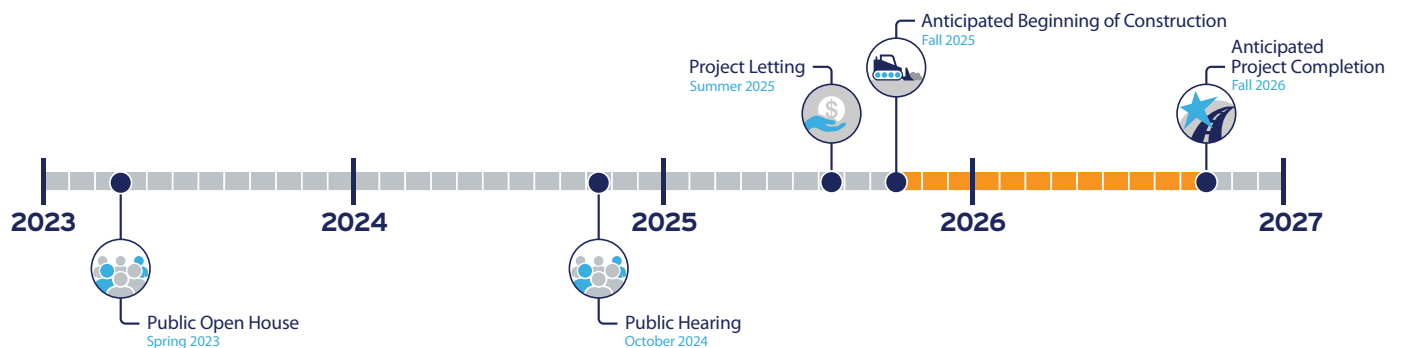 Anticipated Beginning of Construction
Fall 2025
Anticipated
Project Completion
Fall 2026
Project Letting
Summer 2025
$
2023
2024
2025
2026
2027
Public Open House
Spring 2023
Public Hearing
October 2024